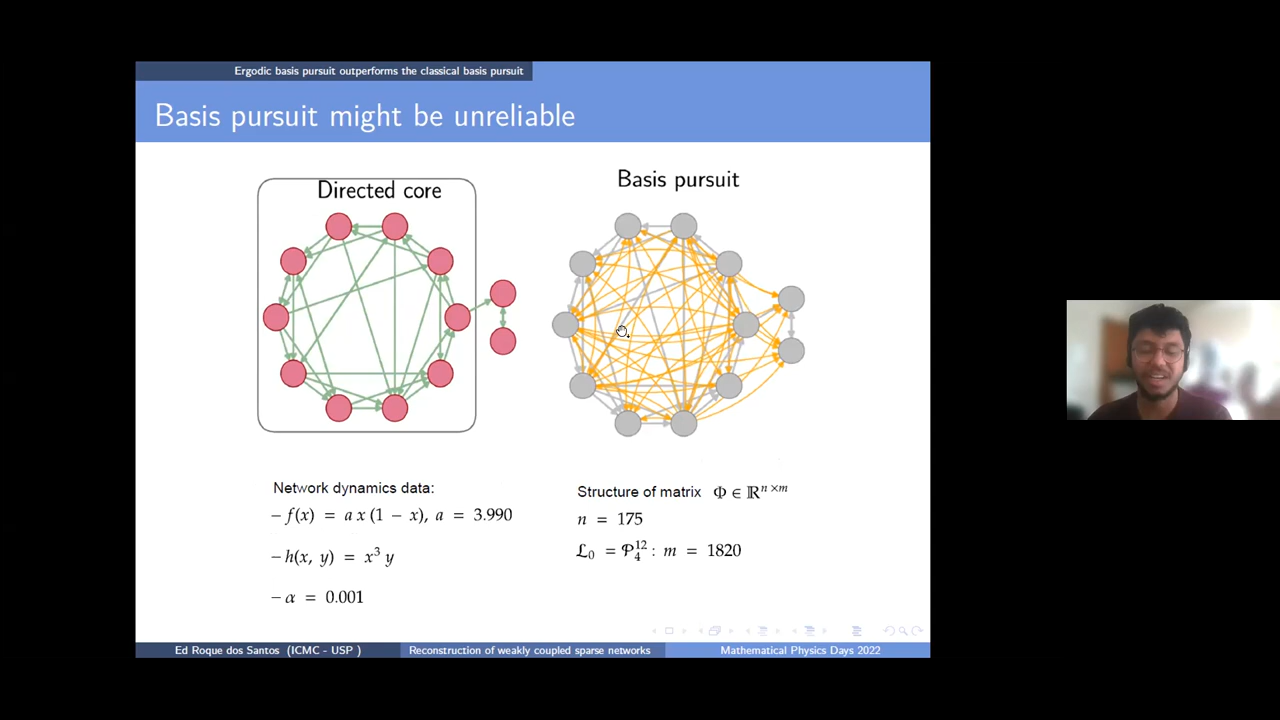 Ergodic basis pursuit outperforms the classical basis pursuit
Basis pursuit might be unreliable
Directed core
Basis pursuit
Network dynamics data:
– f(x) = a x (1 − x), a = 3.990
– h(x, y) = x³ y
– α = 0.001
Structure of matrix Φ ∈ ℝⁿ ˣᵐ
n = 175
ℒ₀ = 𝒫₄¹² : m = 1820
Ed Roque dos Santos (ICMC - USP )
Reconstruction of weakly coupled sparse networks
Mathematical Physics Days 2022